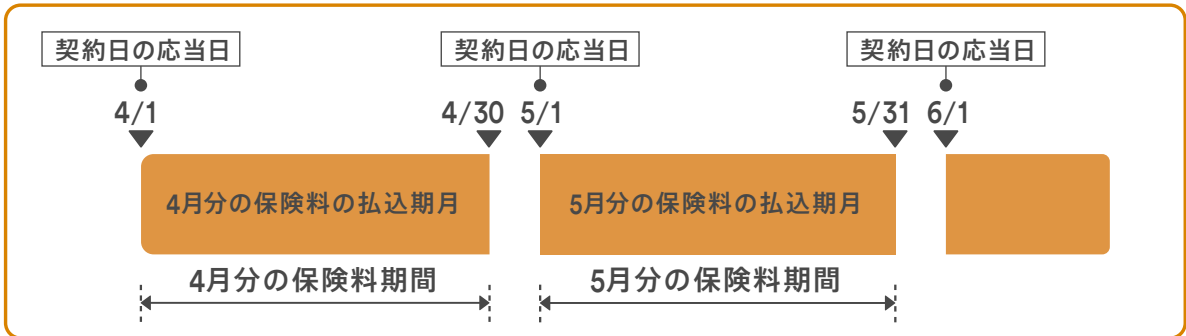 契約日の応当日 契約日の応当日 契約日の応当日
4/1 4/30 5/1 5/31 6/1
4月分の保険料の払込期月 5月分の保険料の払込期月
4月分の保険料期間 5月分の保険料期間